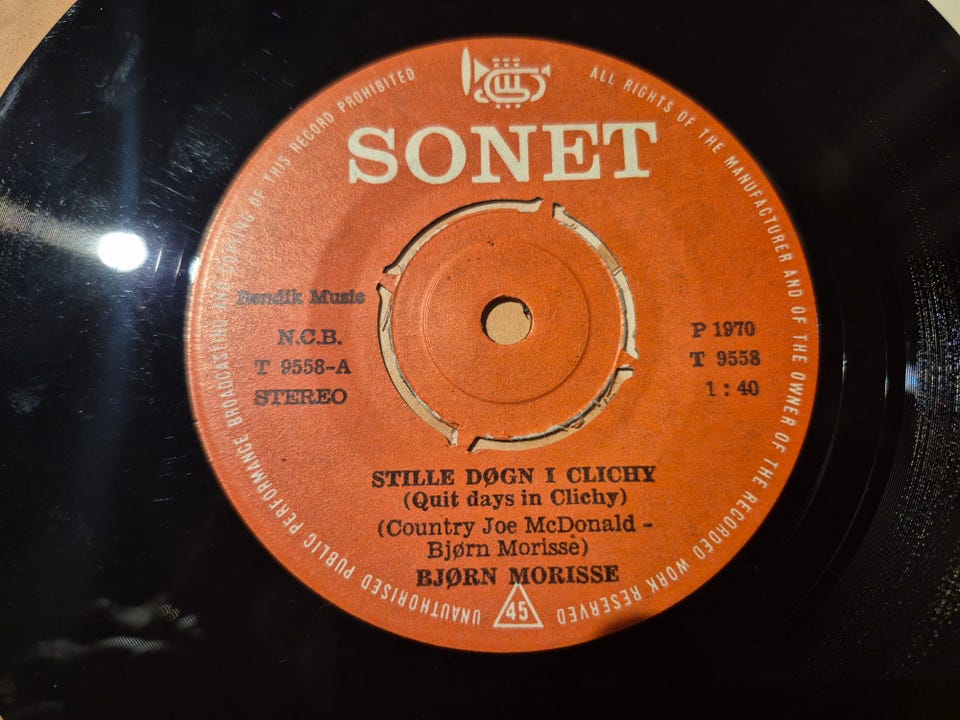 SONET
Bendik Music
N.C.B.
T 9558-A
STEREO
P 1970
T 9558
1:40
STILLE DØGN I CLICHY
(Quit days in Clichy)
(Country Joe McDonald -
Bjørn Morisse)
BJØRN MORISSE
45
ALL RIGHTS OF THE MANUFACTURER AND OF THE OWNER OF THE RECORDED WORK RESERVED
UNAUTHORISED PUBLIC PERFORMANCE BROADCASTING AND COPYING OF THIS RECORD PROHIBITED